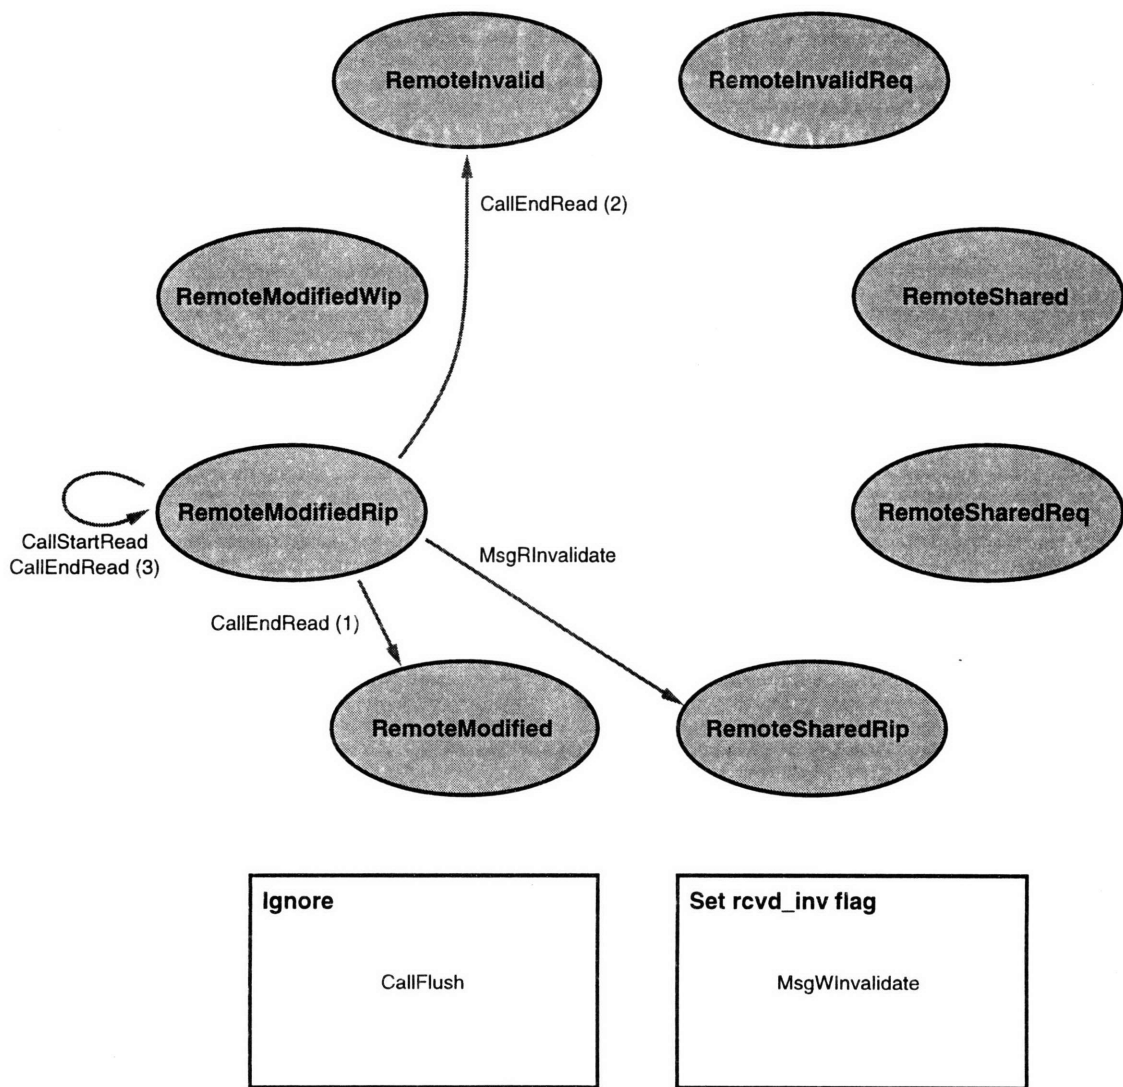 RemoteInvalid
RemoteInvalidReq
CallEndRead (2)
RemoteModifiedWip
RemoteShared
RemoteModifiedRip
RemoteSharedReq
CallStartRead
CallEndRead (3)
MsgRInvalidate
CallEndRead (1)
RemoteModified
RemoteSharedRip
Ignore
CallFlush
Set rcvd_inv flag
MsgWInvalidate